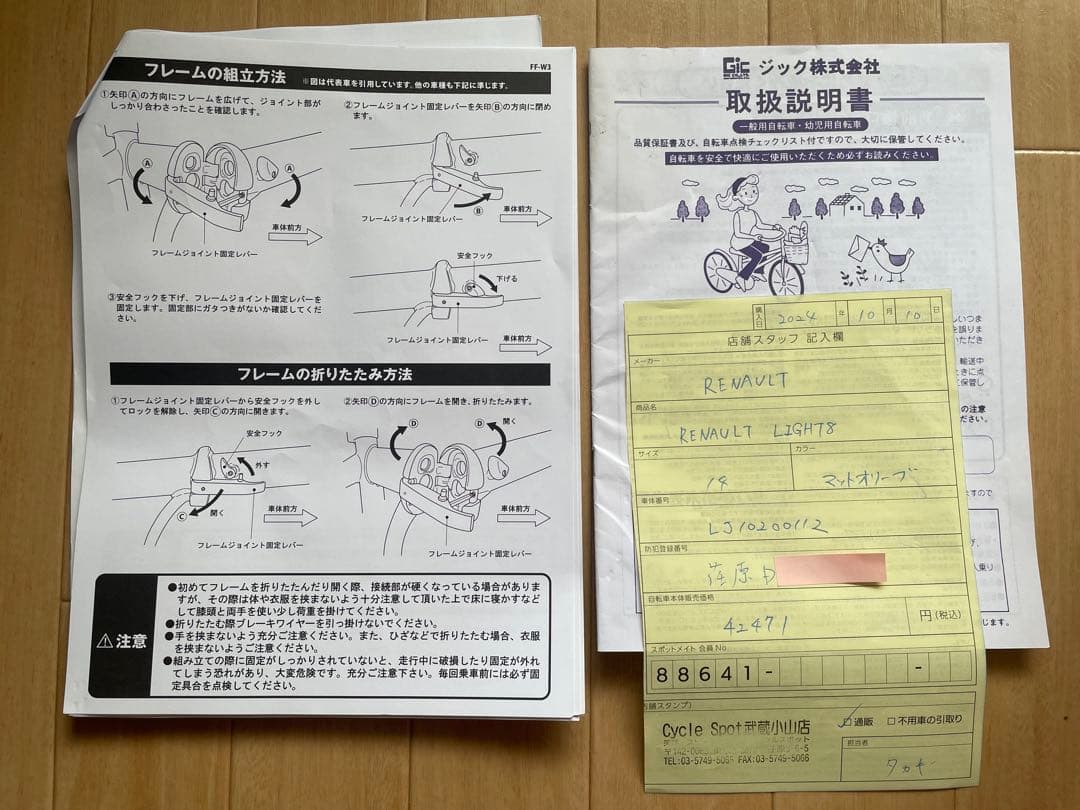 フレームの組立方法
※図は代表車を引用しています。他の車種も下記に準じます。
FF-W3
①矢印Ⓐの方向にフレームを広げて、ジョイント部が
しっかり合わさったことを確認します。
Ⓐ
Ⓐ
車体前方
フレームジョイント固定レバー
②フレームジョイント固定レバーを矢印Ⓑの方向に閉め
ます。
Ⓑ
フレームジョイント固定レバー
車体前方
③安全フックを下げ、フレームジョイント固定レバーを
固定します。固定部にガタつきがないか確認してくだ
さい。
安全フック
下げる
フレームジョイント固定レバー
車体前方
フレームの折りたたみ方法
①フレームジョイント固定レバーから安全フックを外し
てロックを解除し、矢印Ⓒの方向に開きます。
安全フック
外す
Ⓒ
開く
車体前方
フレームジョイント固定レバー
②矢印Ⓓの方向にフレームを開き、折りたたみます。
Ⓓ
Ⓓ
開く
車体前方
フレームジョイント固定レバー
注意
●初めてフレームを折りたたんだり開く際、接続部が硬くなっている場合がありま
すが、その際は体や衣服を挟まないよう十分注意して頂いた上で床に寝かすなど
して膝頭と両手を使い少し荷重を掛けてください。
●折りたたむ際ブレーキワイヤーを引っ掛けないでください。
●手を挟まないよう充分ご注意ください。また、ひざなどで折りたたむ場合、衣服
を挟まないようご注意ください。
●組み立ての際に固定がしっかりされていないと、走行中に破損したり固定が外れ
てしまう恐れがあり、大変危険です。充分ご注意下さい。毎回乗車前には必ず固
定具合を点検してください。
Gic
ジック株式会社
取扱説明書
一般用自転車・幼児用自転車
品質保証書及び、自転車点検チェックリスト付ですので、大切に保管してください。
自転車を安全で快適にご使用いただくため必ずお読みください。
購入日 2024 年 10 月 10 日
店舗スタッフ 記入欄
メーカー
RENAULT
商品名
RENAULT LIGHT8
サイズ
14
カラー
マットオリーブ
車体番号
LJ10200112
防犯登録番号
荏原D
自転車本体販売価格
42471
円(税込)
スポットメイト 会員No.
88641- -
店舗スタンプ)
Cycle Spot武蔵小山店
TEL:03-5749-5065 FAX:03-5749-5066
通販
不用車の引取り
担当者
タカギ